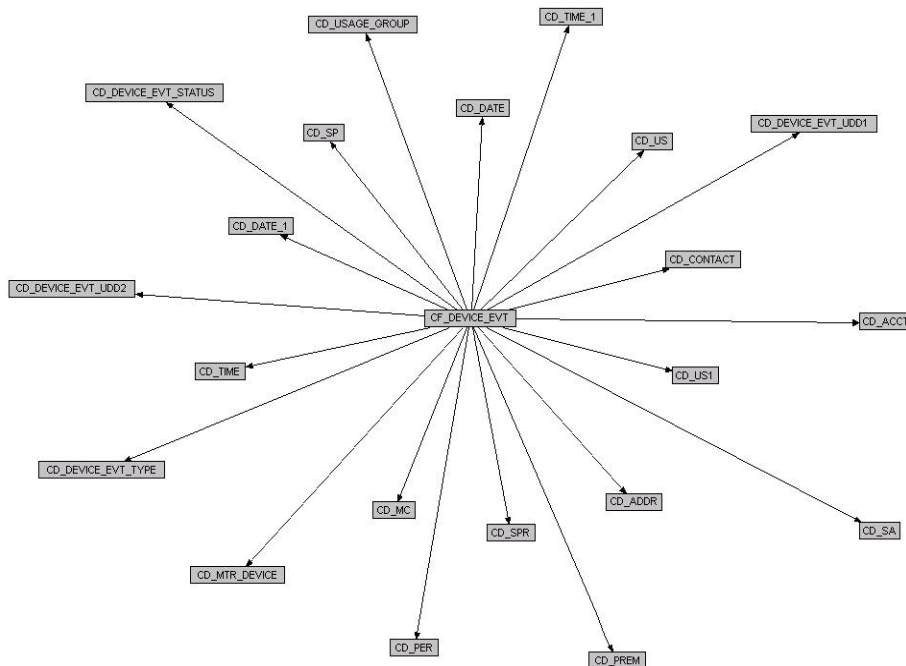 CD_TIME_1
CD_USAGE_GROUP
CD_DEVICE_EVT_STATUS
CD_DATE
CD_DEVICE_EVT_UDD1
CD_SP
CD_US
CD_DATE_1
CD_CONTACT
CD_DEVICE_EVT_UDD2
CF_DEVICE_EVT
CD_ACCT
CD_TIME
CD_US1
CD_DEVICE_EVT_TYPE
CD_ADDR
CD_MC
CD_SPR
CD_SA
CD_MTR_DEVICE
CD_PER
CD_PREM